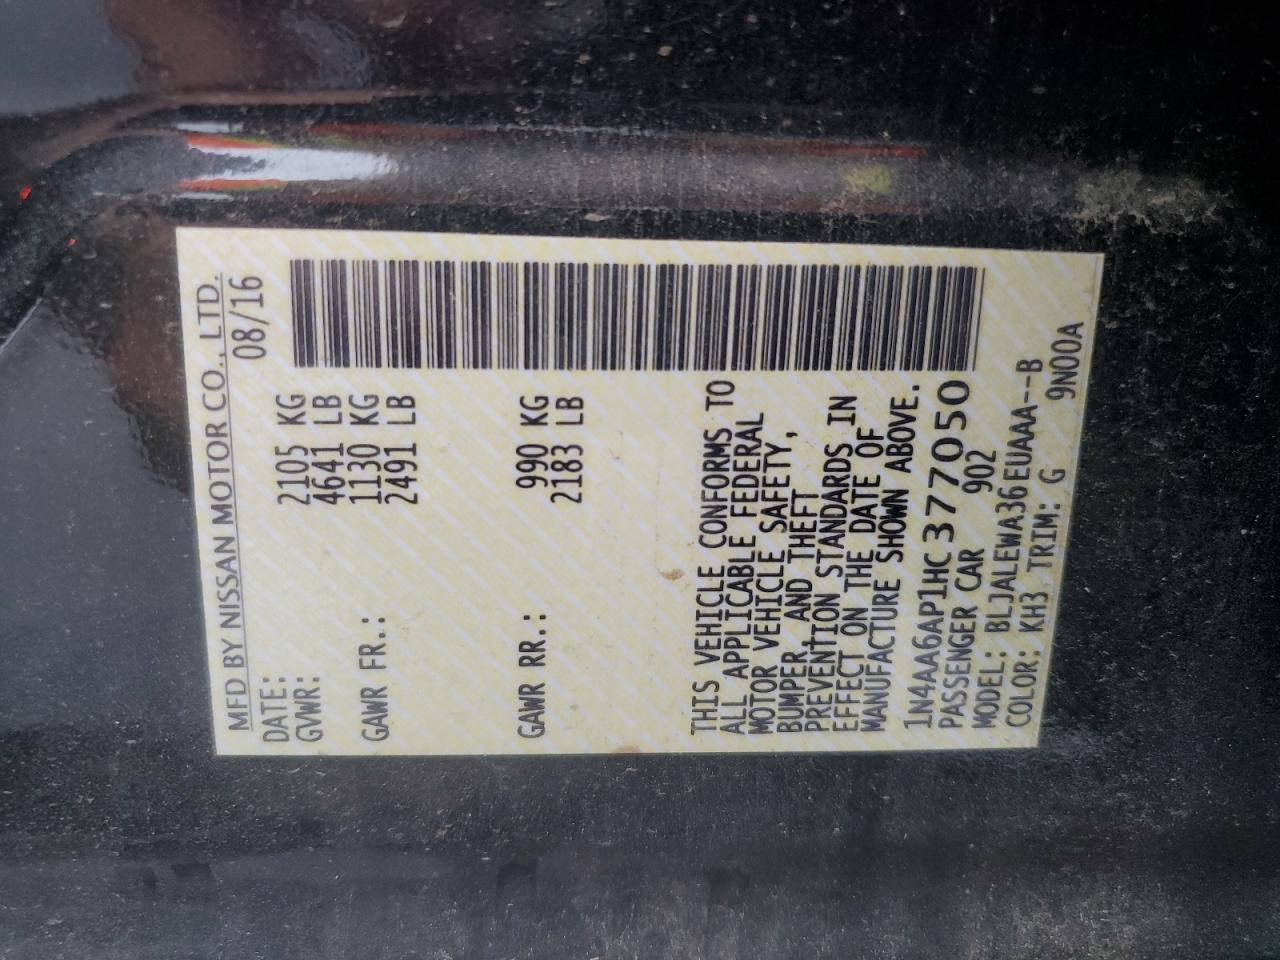 MFD BY NISSAN MOTOR CO., LTD.
DATE: 08/16
GVWR: 2105 KG
4641 LB
GAWR FR.: 1130 KG
2491 LB
GAWR RR.: 990 KG
2183 LB
THIS VEHICLE CONFORMS TO
ALL APPLICABLE FEDERAL
MOTOR VEHICLE SAFETY,
BUMPER, AND THEFT
PREVENTION STANDARDS IN
EFFECT ON THE DATE OF
MANUFACTURE SHOWN ABOVE.
1N4AA6AP1HC377050
PASSENGER CAR 902
MODEL: BLJALEWA36EUAAA--B
COLOR: KH3 TRIM: G 9N00A